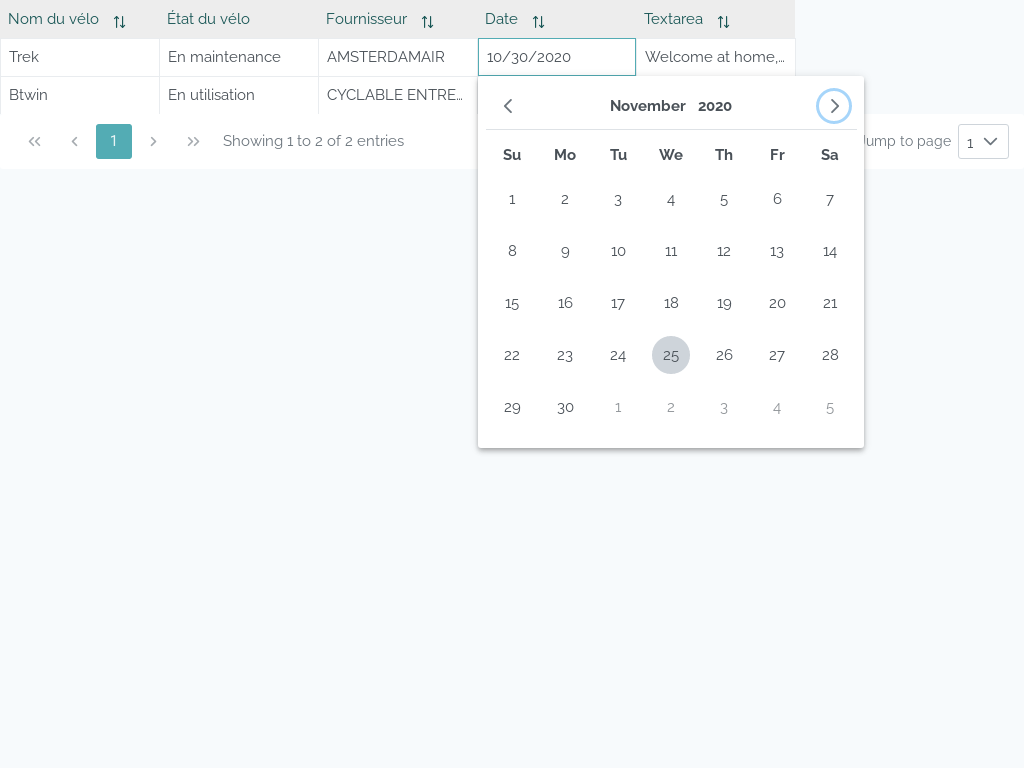 Nom du vélo État du vélo Fournisseur Date Textarea
Trek En maintenance AMSTERDAMAIR 10/30/2020 Welcome at home,...
Btwin En utilisation CYCLABLE ENTRE...
1 Showing 1 to 2 of 2 entries Jump to page 1
November 2020
Su Mo Tu We Th Fr Sa
1 2 3 4 5 6 7
8 9 10 11 12 13 14
15 16 17 18 19 20 21
22 23 24 25 26 27 28
29 30 1 2 3 4 5